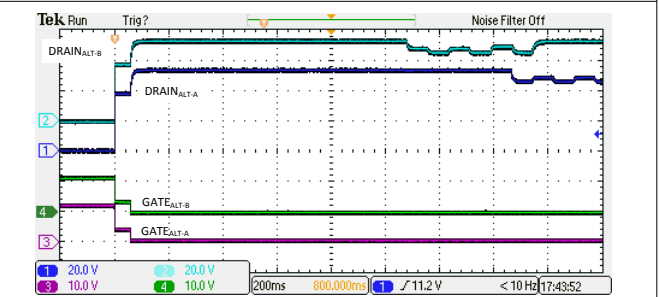 Tek Run Trig? Noise Filter Off
DRAINALT-B
DRAINALT-A
2
1
GATEALT-B
4
GATEALT-A
3
1 20.0 V 2 20.0 V
3 10.0 V 4 10.0 V
200ms 800.000ms 1 11.2 V < 10 Hz 17:43:52